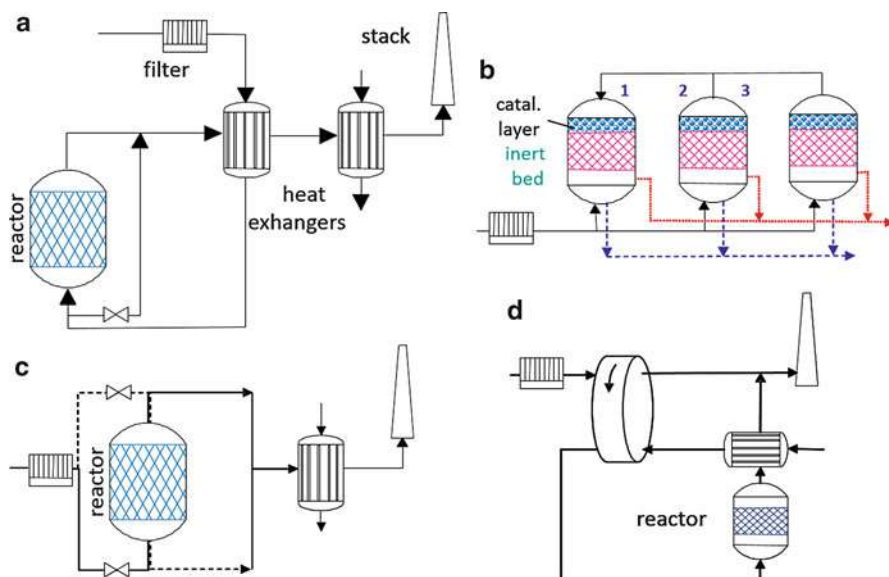 a
filter
stack
reactor
heat
exhangers
b
1 2 3
catal.
layer
inert
bed
c
reactor
d
reactor